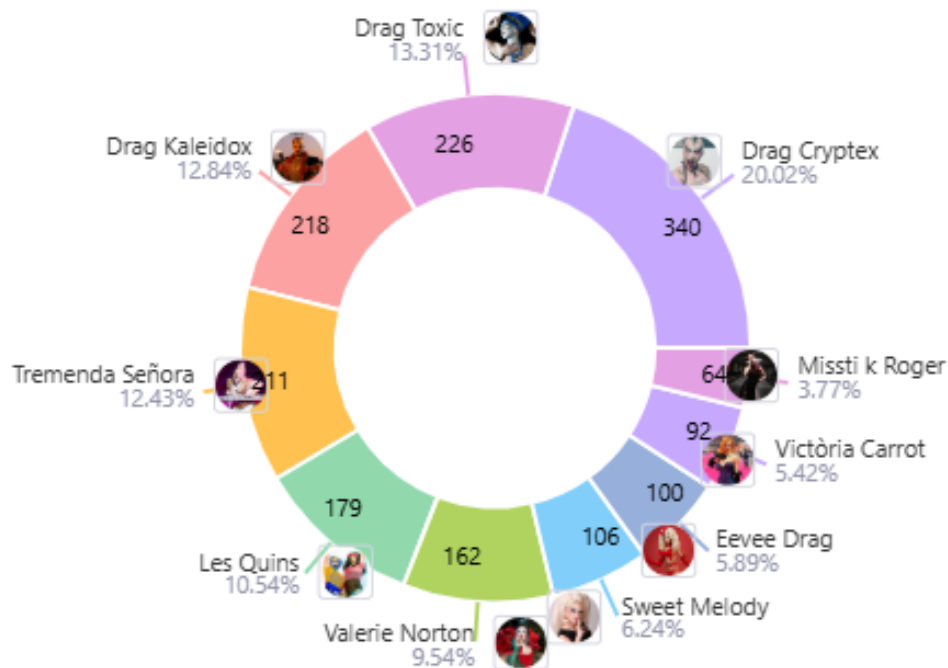 Drag Toxic
13.31%
226
Drag Kaleidox
12.84%
218
Drag Cryptex
20.02%
340
Tremenda Señora
12.43%
211
Missti k Roger
3.77%
64
Victòria Carrot
5.42%
92
Les Quins
10.54%
179
Eevee Drag
5.89%
100
Valerie Norton
9.54%
162
Sweet Melody
6.24%
106